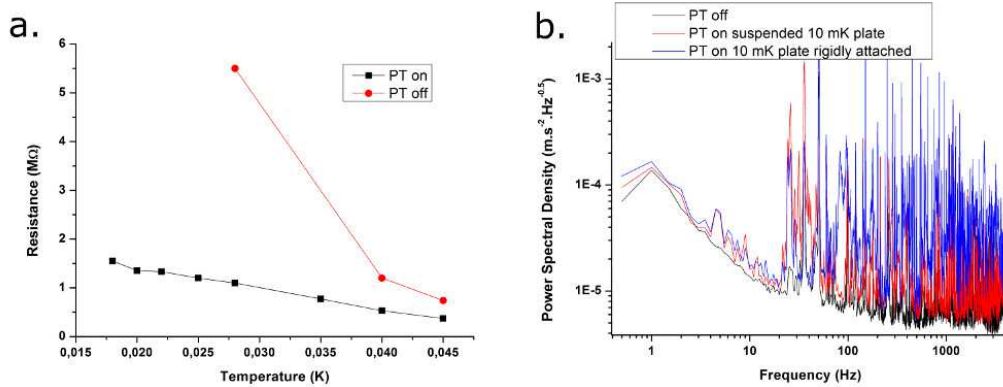 a.
Resistance (MΩ)
6
5
4
3
2
1
0
PT on
PT off
0,015 0,020 0,025 0,030 0,035 0,040 0,045
Temperature (K)
b.
PT off
PT on suspended 10 mK plate
PT on 10 mK plate rigidly attached
Power Spectral Density (m.s⁻².Hz⁻⁰·⁵)
1E-3
1E-4
1E-5
1 10 100 1000
Frequency (Hz)